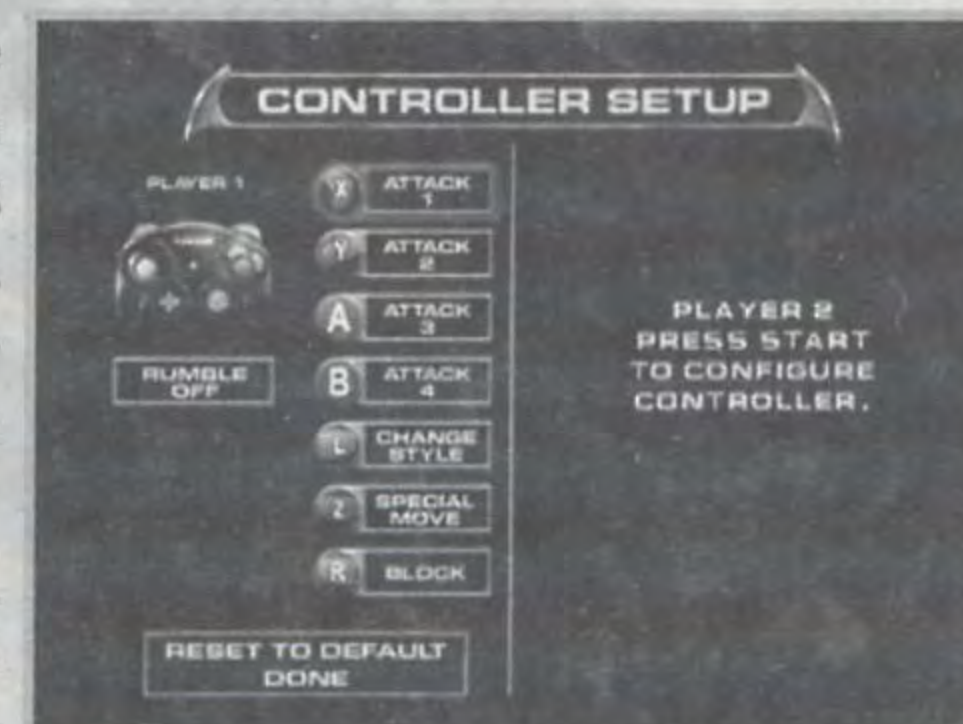 CONTROLLER SETUP
PLAYER 1
RUMBLE
OFF
X
ATTACK
1
Y
ATTACK
2
A
ATTACK
3
B
ATTACK
4
L
CHANGE
STYLE
Z
SPECIAL
MOVE
R
BLOCK
RESET TO DEFAULT
DONE
PLAYER 2
PRESS START
TO CONFIGURE
CONTROLLER.